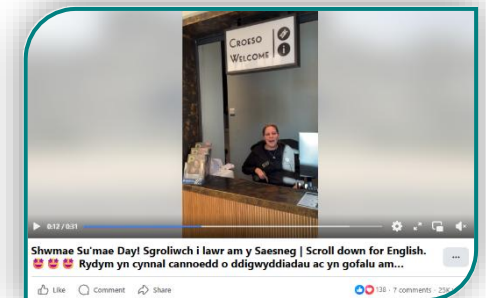 CROESO
WELCOME
0:12 / 0:31
Shwmae Su'mae Day! Sgroliwch i lawr am y Saesneg | Scroll down for English.
🤩 🤩 🤩 Rydym yn cynnal cannoedd o ddigwyddiadau ac yn gofalu am...
Like Comment Share 138 · 7 comments ·